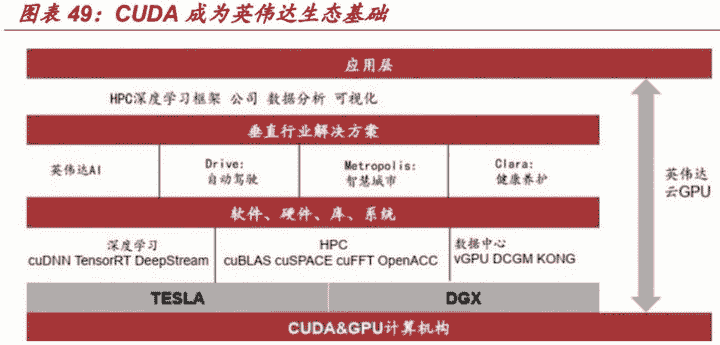 图表 49：CUDA 成为英伟达生态基础
应用层
HPC深度学习框架 公司 数据分析 可视化
垂直行业解决方案
英伟达AI
Drive:
自动驾驶
Metropolis:
智慧城市
Clara:
健康养护
软件、硬件、库、系统
深度学习
cuDNN TensorRT DeepStream
HPC
cuBLAS cuSPACE cuFFT OpenACC
数据中心
vGPU DCGM KONG
TESLA
DGX
CUDA&GPU计算机构
英伟达
云GPU